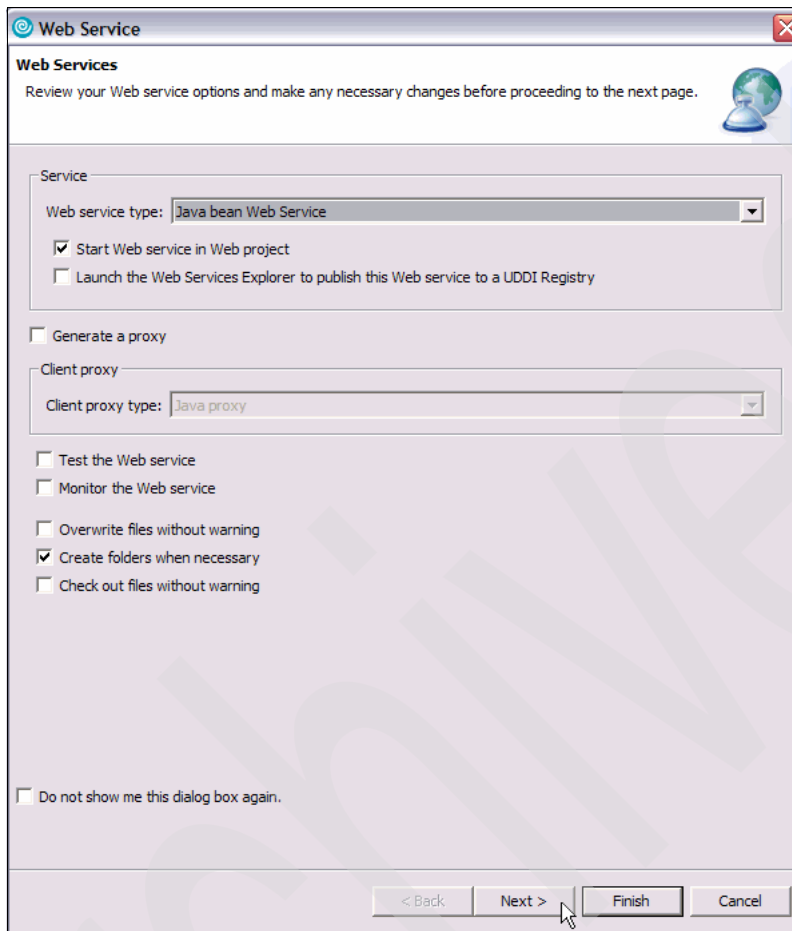 Web Service
Web Services
Review your Web service options and make any necessary changes before proceeding to the next page.
Service
Web service type: Java bean Web Service
Start Web service in Web project
Launch the Web Services Explorer to publish this Web service to a UDDI Registry
Generate a proxy
Client proxy
Client proxy type: Java proxy
Test the Web service
Monitor the Web service
Overwrite files without warning
Create folders when necessary
Check out files without warning
Do not show me this dialog box again.
< Back Next > Finish Cancel